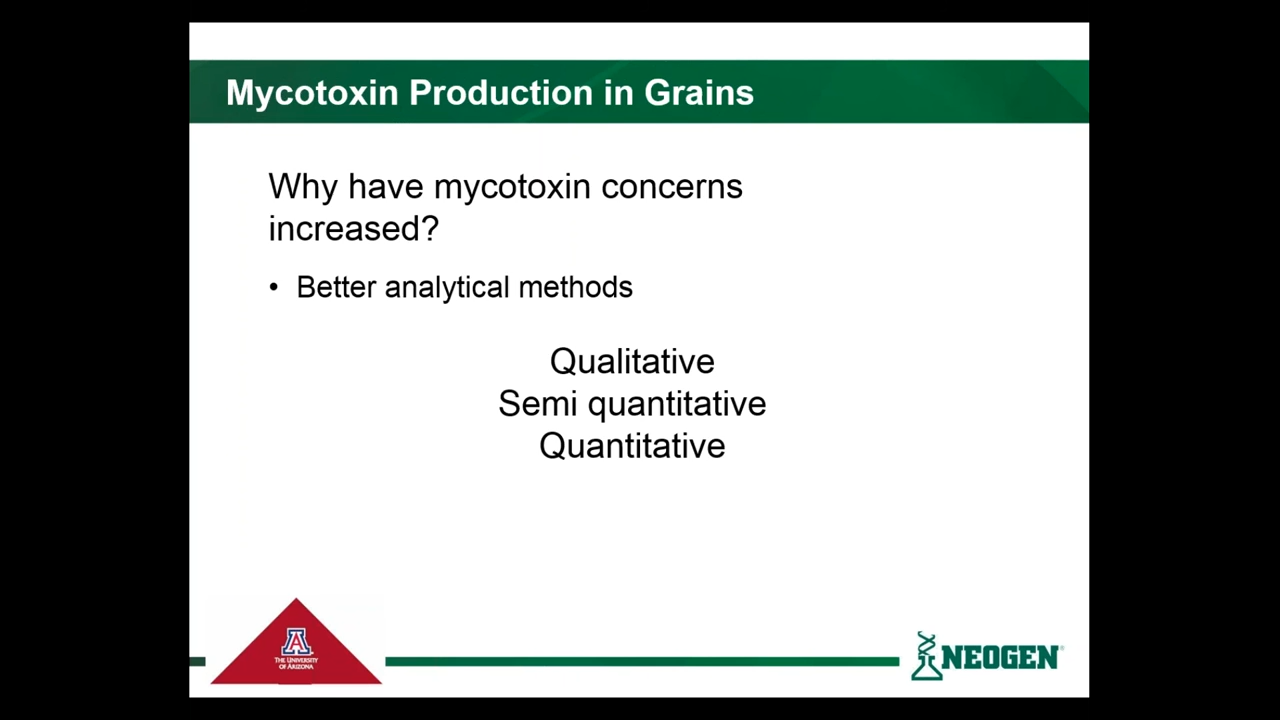 Mycotoxin Production in Grains
Why have mycotoxin concerns
increased?
• Better analytical methods
Qualitative
Semi quantitative
Quantitative
A
THE UNIVERSITY
OF ARIZONA
NEOGEN®